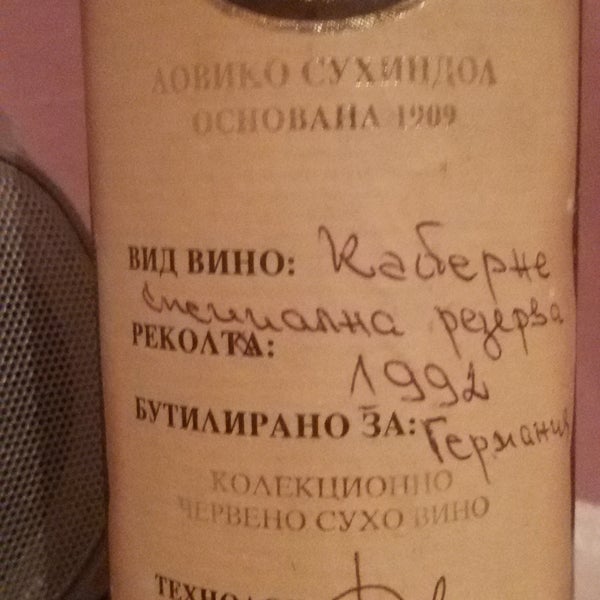 ЛОВИКО СУХИНДОЛ
ОСНОВАНА 1909
ВИД ВИНО: Каберне
специална резерва
РЕКОЛТА:
1992
БУТИЛИРАНО ЗА: Германия
КОЛЕКЦИОННО
ЧЕРВЕНО СУХО ВИНО